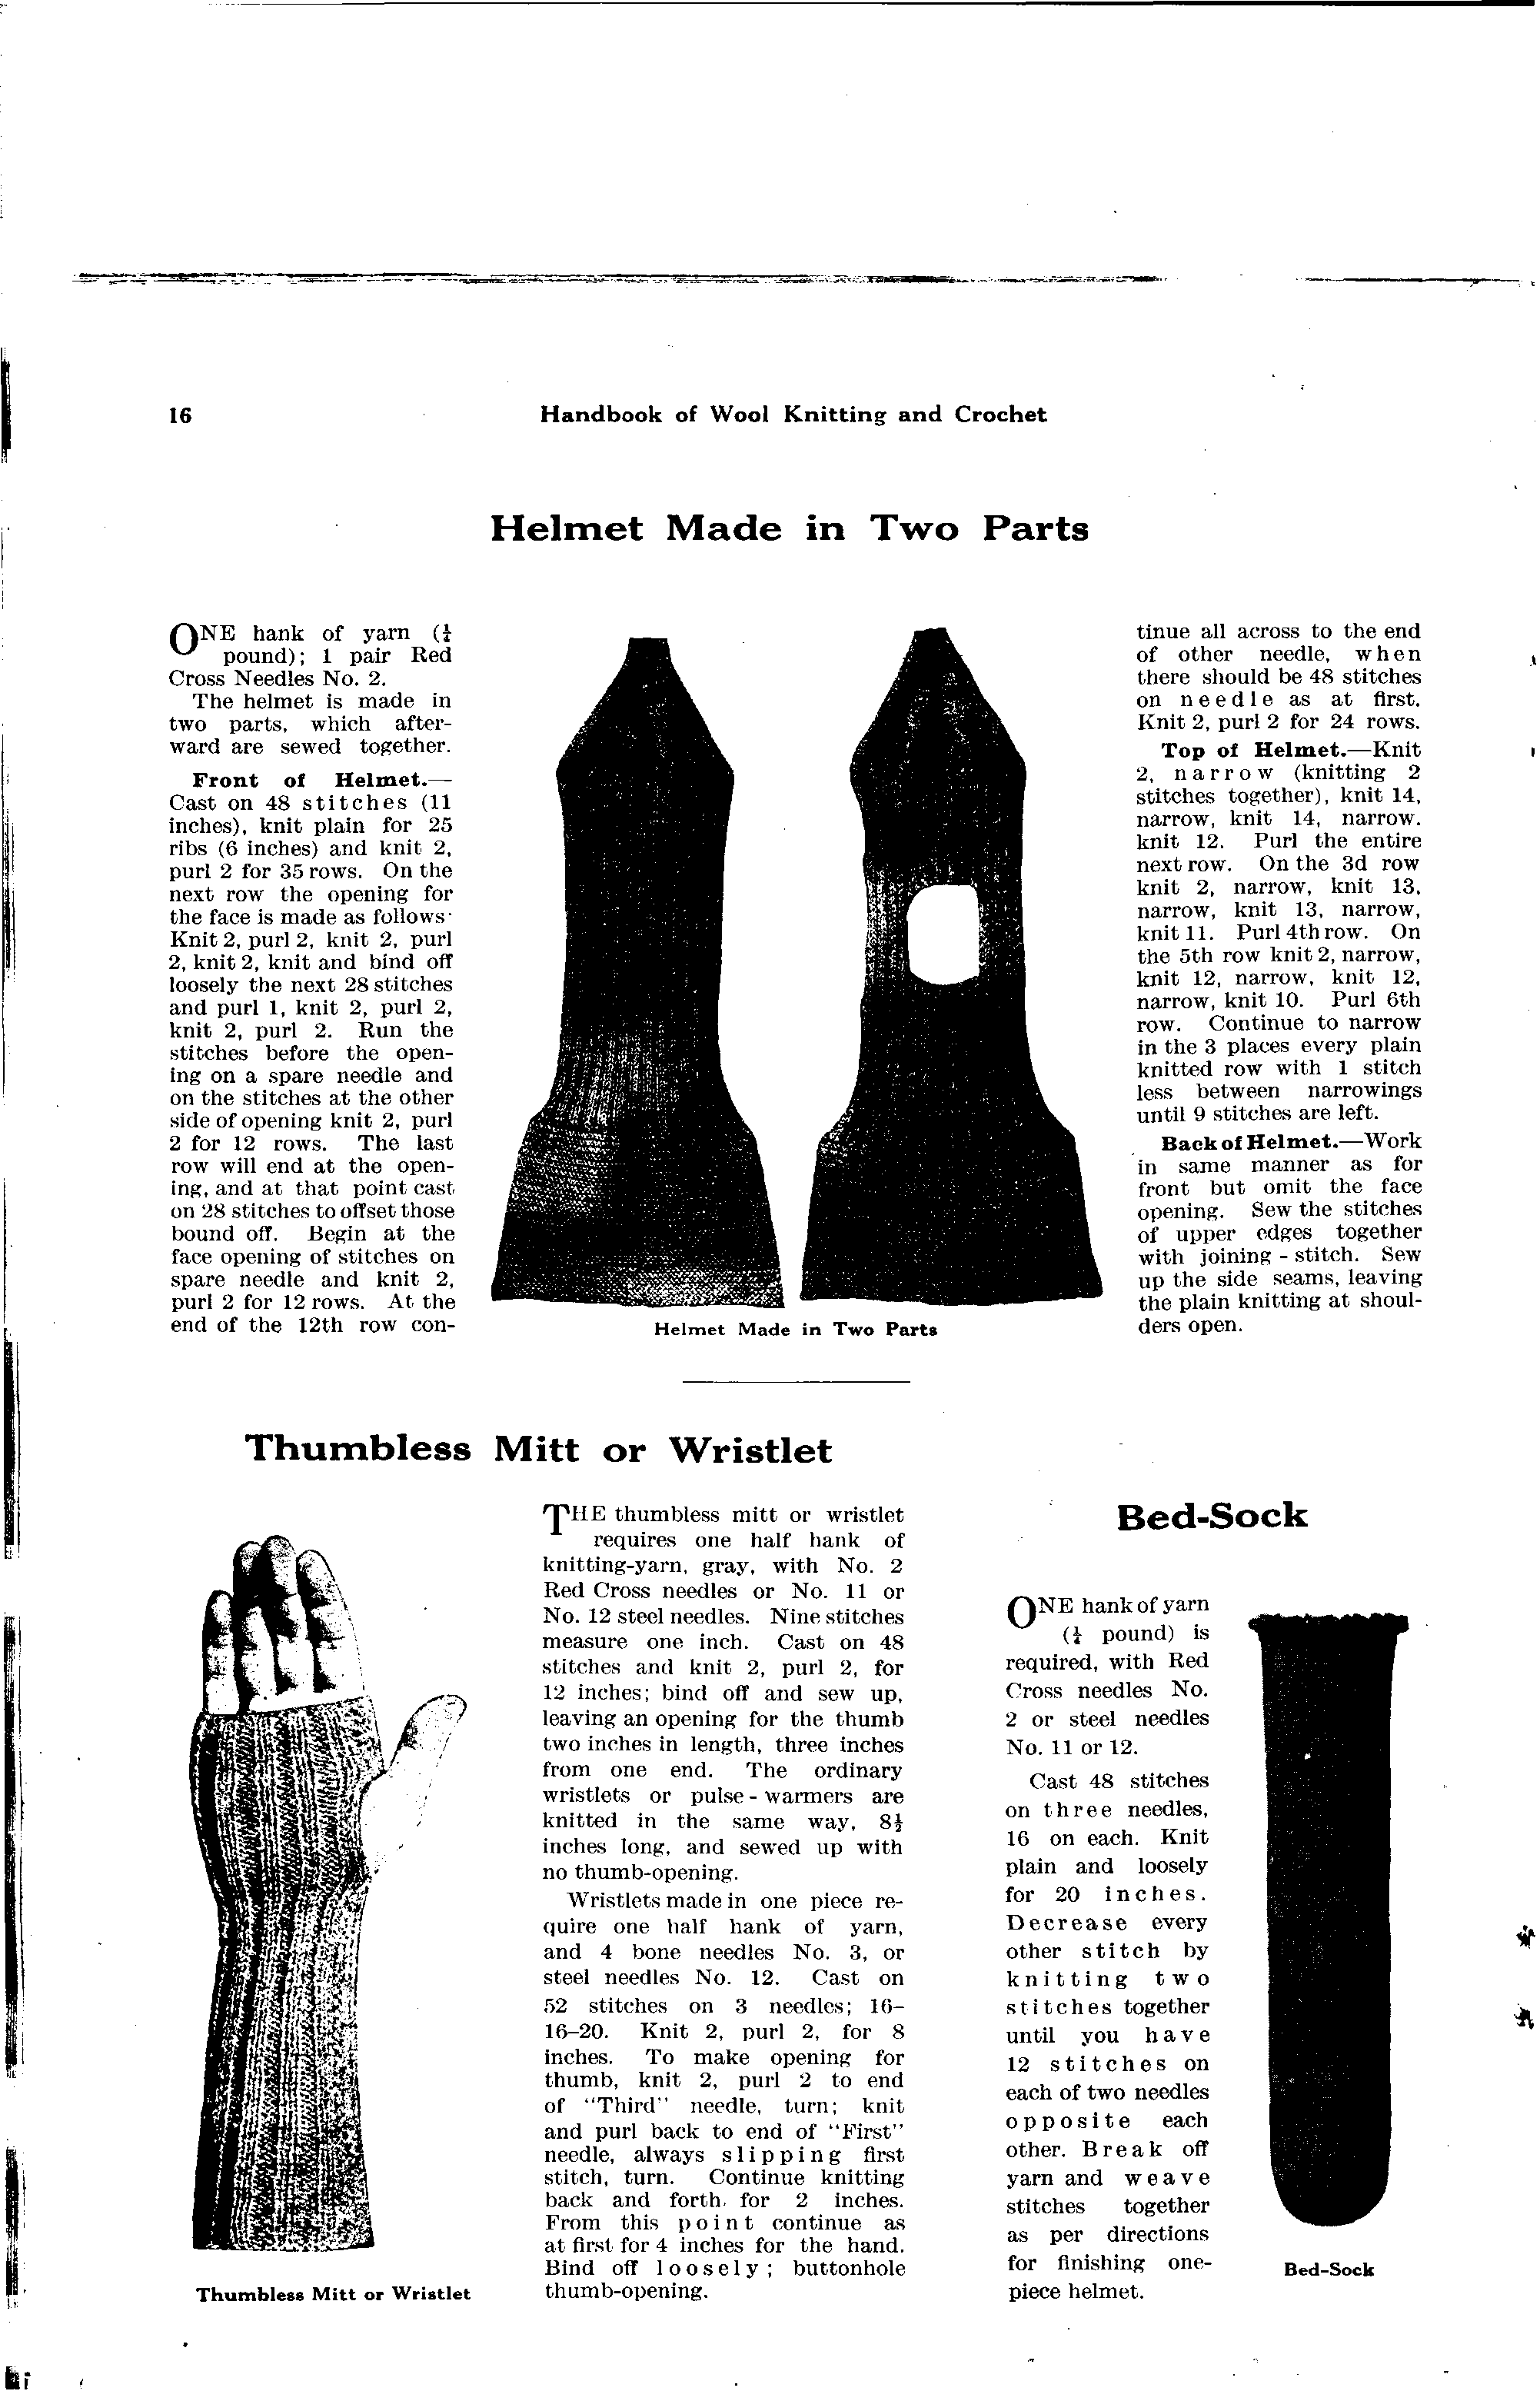 16
Handbook of Wool Knitting and Crochet
Helmet Made in Two Parts
ONE hank of yarn (¼
pound); 1 pair Red
Cross Needles No. 2.
The helmet is made in
two parts, which after-
ward are sewed together.
Front of Helmet.—
Cast on 48 stitches (11
inches), knit plain for 25
ribs (6 inches) and knit 2,
purl 2 for 35 rows. On the
next row the opening for
the face is made as follows·
Knit 2, purl 2, knit 2, purl
2, knit 2, knit and bind off
loosely the next 28 stitches
and purl 1, knit 2, purl 2,
knit 2, purl 2. Run the
stitches before the open-
ing on a spare needle and
on the stitches at the other
side of opening knit 2, purl
2 for 12 rows. The last
row will end at the open-
ing, and at that point cast
on 28 stitches to offset those
bound off. Begin at the
face opening of stitches on
spare needle and knit 2,
purl 2 for 12 rows. At the
end of the 12th row con-
Helmet Made in Two Parts
tinue all across to the end
of other needle, when
there should be 48 stitches
on needle as at first.
Knit 2, purl 2 for 24 rows.
Top of Helmet.—Knit
2, narrow (knitting 2
stitches together), knit 14,
narrow, knit 14, narrow.
knit 12. Purl the entire
next row. On the 3d row
knit 2, narrow, knit 13,
narrow, knit 13, narrow,
knit 11. Purl 4th row. On
the 5th row knit 2, narrow,
knit 12, narrow, knit 12,
narrow, knit 10. Purl 6th
row. Continue to narrow
in the 3 places every plain
knitted row with 1 stitch
less between narrowings
until 9 stitches are left.
Back of Helmet.—Work
in same manner as for
front but omit the face
opening. Sew the stitches
of upper edges together
with joining-stitch. Sew
up the side seams, leaving
the plain knitting at shoul-
ders open.
Thumbless Mitt or Wristlet
Thumbless Mitt or Wristlet
THE thumbless mitt or wristlet
requires one half hank of
knitting-yarn, gray, with No. 2
Red Cross needles or No. 11 or
No. 12 steel needles. Nine stitches
measure one inch. Cast on 48
stitches and knit 2, purl 2, for
12 inches; bind off and sew up,
leaving an opening for the thumb
two inches in length, three inches
from one end. The ordinary
wristlets or pulse-warmers are
knitted in the same way, 8½
inches long, and sewed up with
no thumb-opening.
Wristlets made in one piece re-
quire one half hank of yarn,
and 4 bone needles No. 3, or
steel needles No. 12. Cast on
52 stitches on 3 needles; 16–
16–20. Knit 2, purl 2, for 8
inches. To make opening for
thumb, knit 2, purl 2 to end
of "Third" needle, turn; knit
and purl back to end of "First"
needle, always slipping first
stitch, turn. Continue knitting
back and forth for 2 inches.
From this point continue as
at first for 4 inches for the hand.
Bind off loosely; buttonhole
thumb-opening.
Bed-Sock
ONE hank of yarn
(¼ pound) is
required, with Red
Cross needles No.
2 or steel needles
No. 11 or 12.
Cast 48 stitches
on three needles,
16 on each. Knit
plain and loosely
for 20 inches.
Decrease every
other stitch by
knitting two
stitches together
until you have
12 stitches on
each of two needles
opposite each
other. Break off
yarn and weave
stitches together
as per directions
for finishing one-
piece helmet.
Bed-Sock